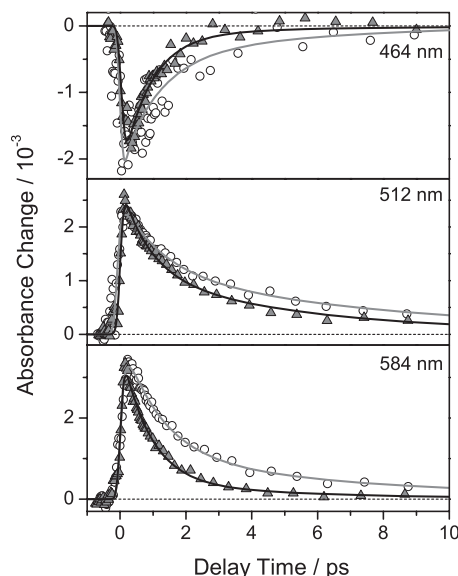 0
464 nm
-1
-2
512 nm
2
1
0
584 nm
2
0
0 2 4 6 8 10
Absorbance Change / 10⁻³
Delay Time / ps